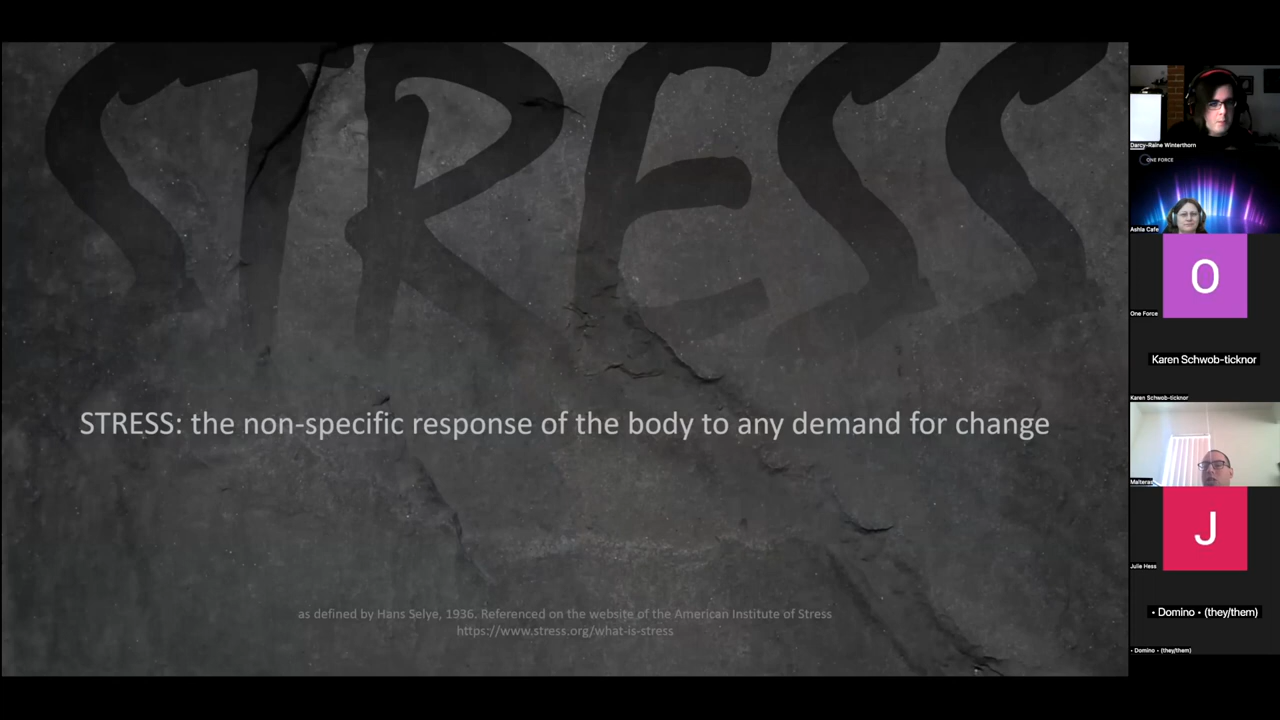 STRESS
STRESS: the non-specific response of the body to any demand for change
as defined by Hans Selye, 1936. Referenced on the website of the American Institute of Stress
https://www.stress.org/what-is-stress
Darcy-Raine Winterthorn
ONE FORCE
Ashla Cafe
O
One Force
Karen Schwob-ticknor
Karen Schwob-ticknor
Malteras
J
Julie Hess
• Domino • (they/them)
• Domino • (they/them)